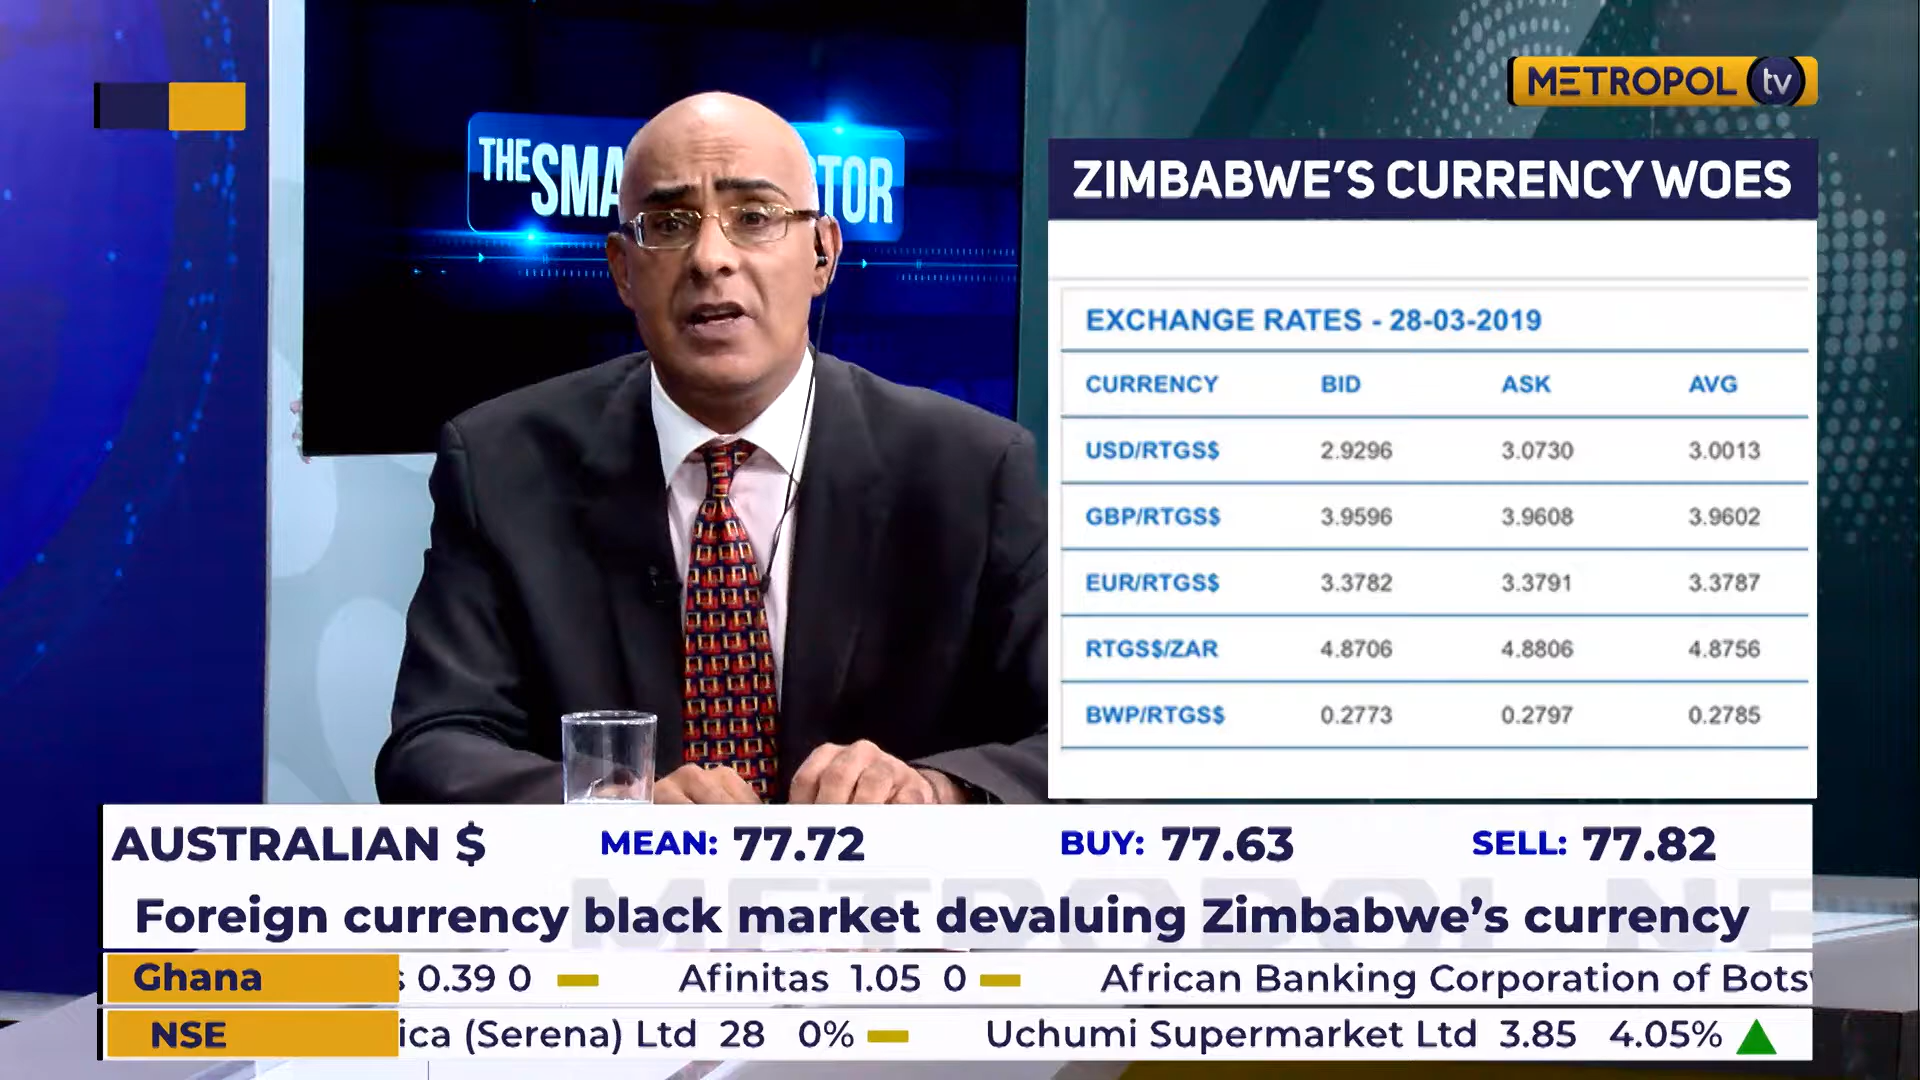 METROPOL tv
THE SMA TOR
ZIMBABWE'S CURRENCY WOES
EXCHANGE RATES - 28-03-2019
CURRENCY BID ASK AVG
USD/RTGS$ 2.9296 3.0730 3.0013
GBP/RTGS$ 3.9596 3.9608 3.9602
EUR/RTGS$ 3.3782 3.3791 3.3787
RTGS$/ZAR 4.8706 4.8806 4.8756
BWP/RTGS$ 0.2773 0.2797 0.2785
AUSTRALIAN $ MEAN: 77.72 BUY: 77.63 SELL: 77.82
Foreign currency black market devaluing Zimbabwe's currency
Ghana s 0.39 0 Afinitas 1.05 0 African Banking Corporation of Bots
NSE ica (Serena) Ltd 28 0% Uchumi Supermarket Ltd 3.85 4.05%